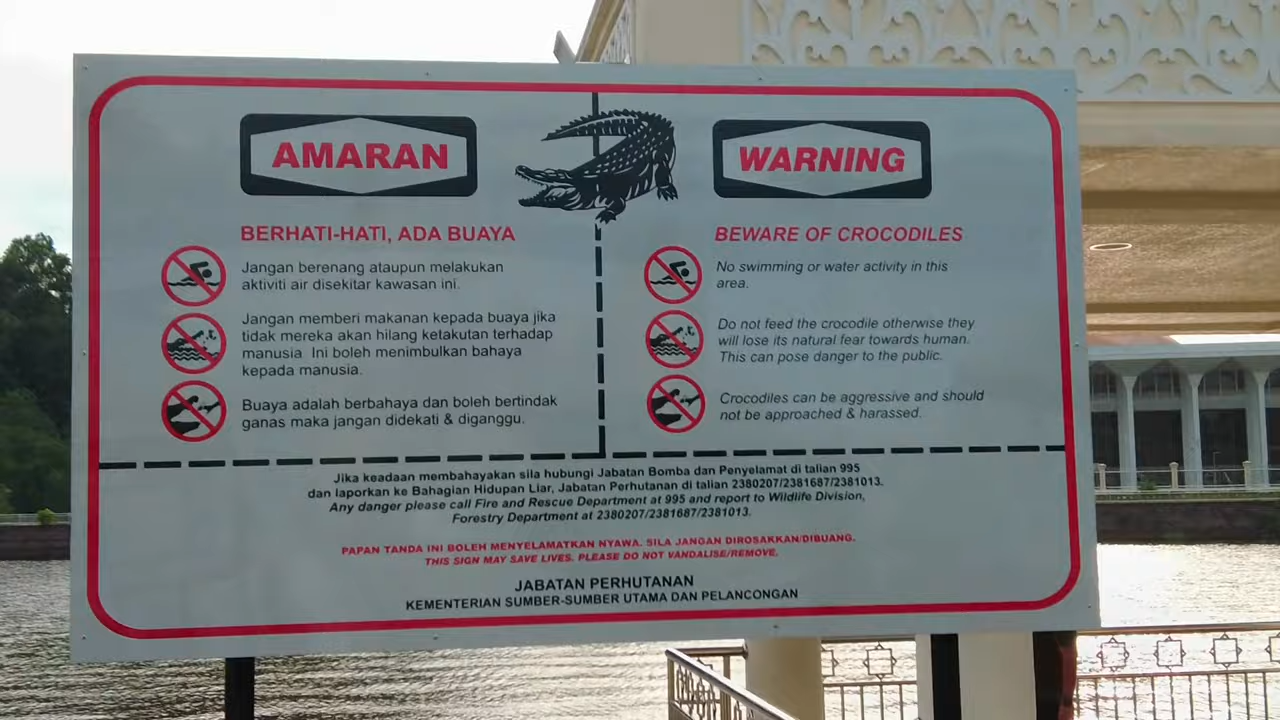 AMARAN
BERHATI-HATI, ADA BUAYA
Jangan berenang ataupun melakukan
aktiviti air disekitar kawasan ini.
Jangan memberi makanan kepada buaya jika
tidak mereka akan hilang ketakutan terhadap
manusia Ini boleh menimbulkan bahaya
kepada manusia.
Buaya adalah berbahaya dan boleh bertindak
ganas maka jangan didekati & diganggu.
WARNING
BEWARE OF CROCODILES
No swimming or water activity in this
area.
Do not feed the crocodile otherwise they
will lose its natural fear towards human.
This can pose danger to the public.
Crocodiles can be aggressive and should
not be approached & harassed.
Jika keadaan membahayakan sila hubungi Jabatan Bomba dan Penyelamat di talian 995
dan laporkan ke Bahagian Hidupan Liar, Jabatan Perhutanan di talian 2380207/2381687/2381013.
Any danger please call Fire and Rescue Department at 995 and report to Wildlife Division,
Forestry Department at 2380207/2381687/2381013.
PAPAN TANDA INI BOLEH MENYELAMATKAN NYAWA. SILA JANGAN DIROSAKKAN/DIBUANG.
THIS SIGN MAY SAVE LIVES. PLEASE DO NOT VANDALISE/REMOVE.
JABATAN PERHUTANAN
KEMENTERIAN SUMBER-SUMBER UTAMA DAN PELANCONGAN